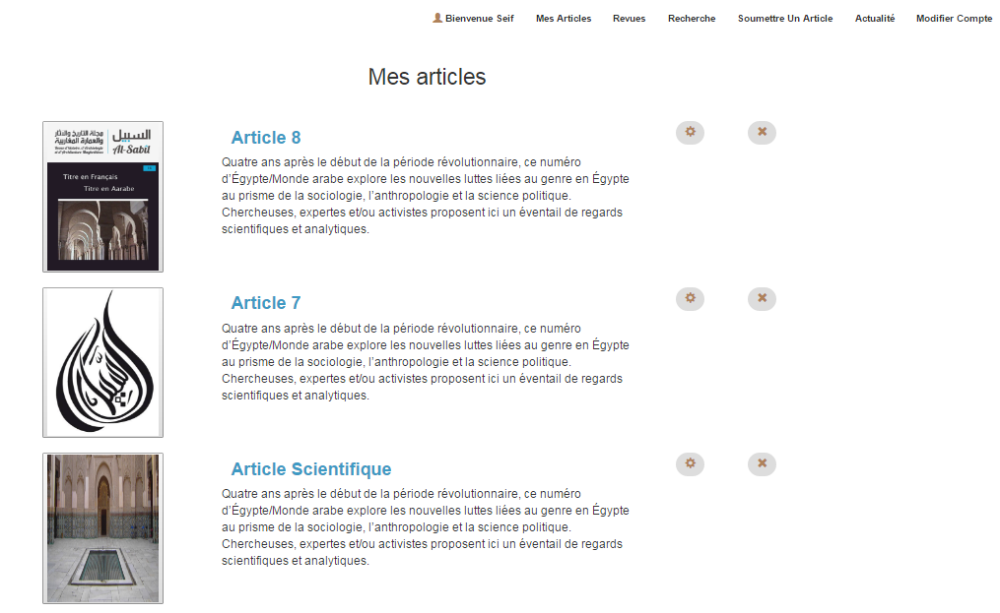 Bienvenue Seif Mes Articles Revues Recherche Soumettre Un Article Actualité Modifier Compte
Mes articles
مجلة التاريخ والآثار
والعمارة المغاربية
Revue d'Histoire, d'Archéologie
et d'Architecture Maghrébines
السبيل
Al-Sabil
Titre en Français
Titre en Aarabe
Article 8
Quatre ans après le début de la période révolutionnaire, ce numéro
d'Égypte/Monde arabe explore les nouvelles luttes liées au genre en Égypte
au prisme de la sociologie, l'anthropologie et la science politique.
Chercheuses, expertes et/ou activistes proposent ici un éventail de regards
scientifiques et analytiques.
Article 7
Quatre ans après le début de la période révolutionnaire, ce numéro
d'Égypte/Monde arabe explore les nouvelles luttes liées au genre en Égypte
au prisme de la sociologie, l'anthropologie et la science politique.
Chercheuses, expertes et/ou activistes proposent ici un éventail de regards
scientifiques et analytiques.
Article Scientifique
Quatre ans après le début de la période révolutionnaire, ce numéro
d'Égypte/Monde arabe explore les nouvelles luttes liées au genre en Égypte
au prisme de la sociologie, l'anthropologie et la science politique.
Chercheuses, expertes et/ou activistes proposent ici un éventail de regards
scientifiques et analytiques.